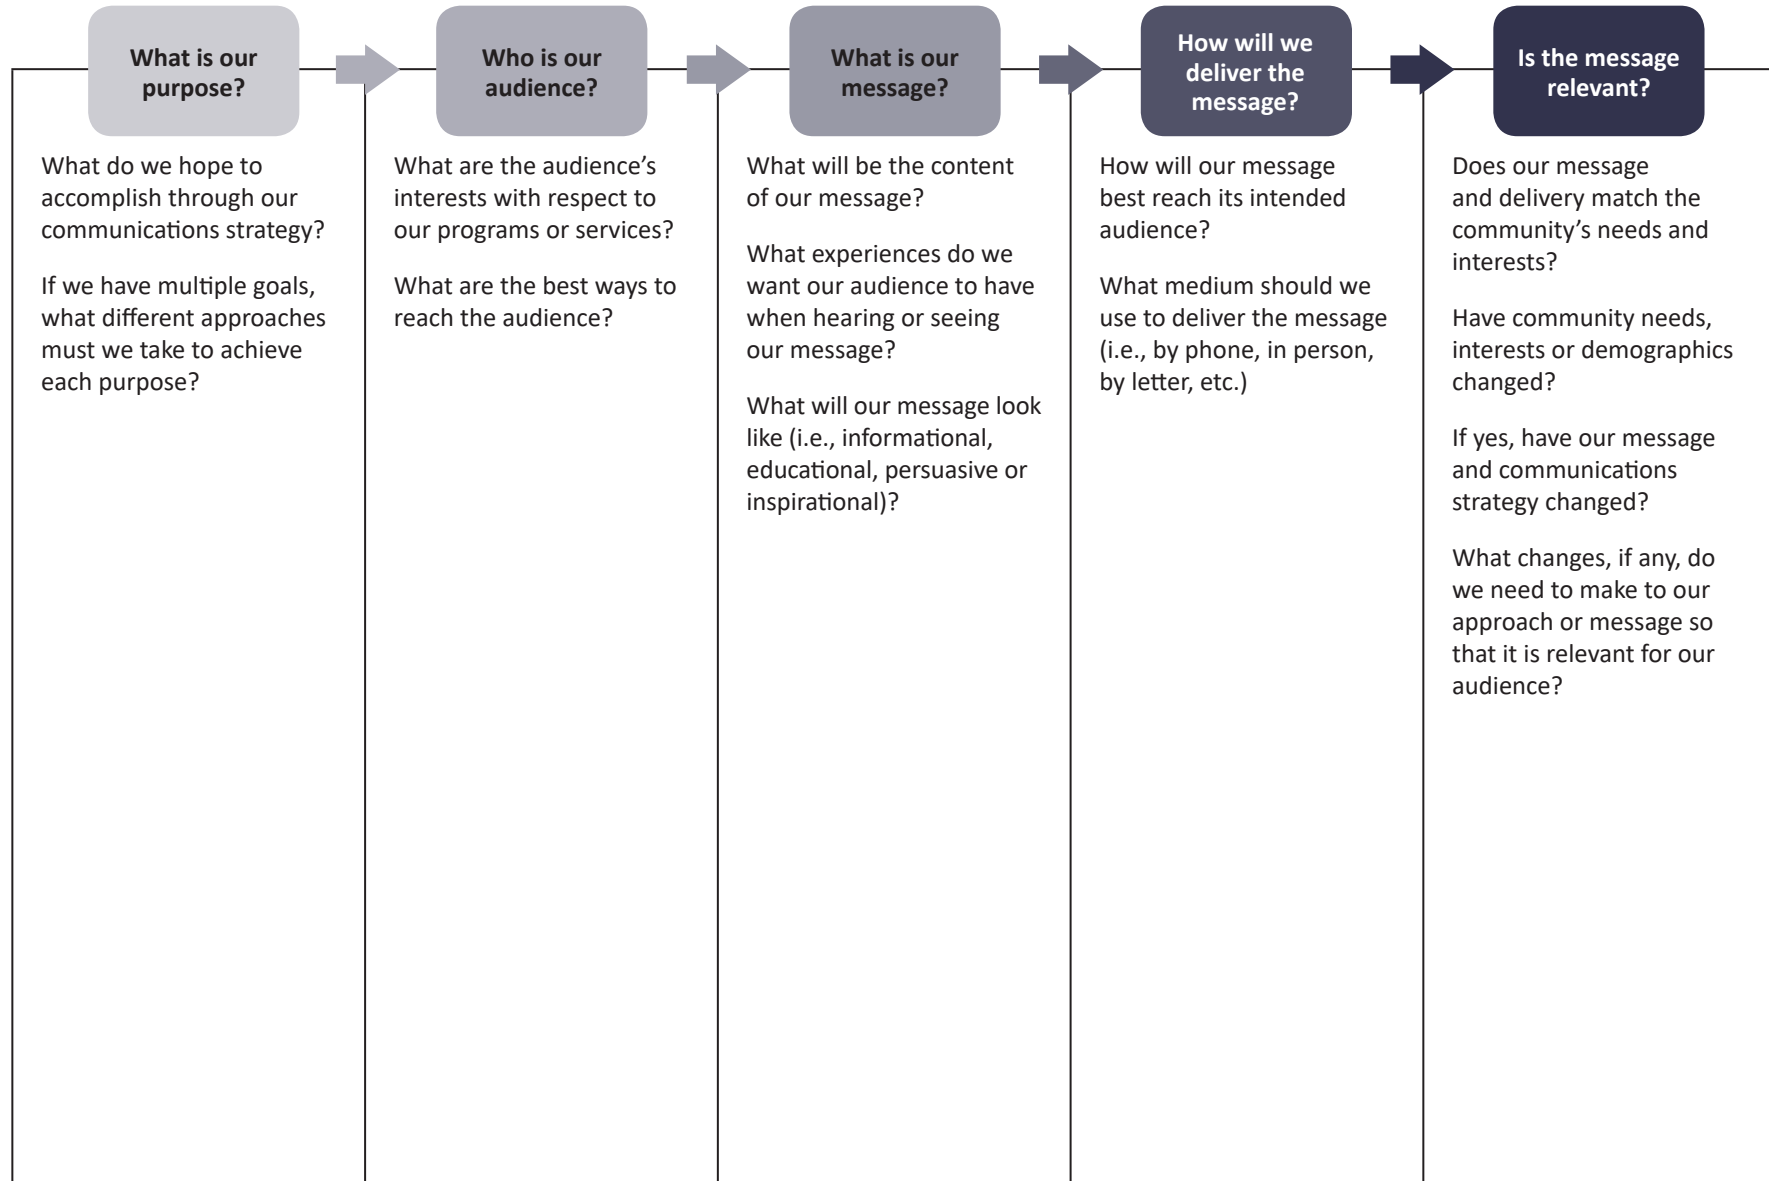 What is our
purpose?
Who is our
audience?
What is our
message?
How will we
deliver the
message?
Is the message
relevant?
What do we hope to
accomplish through our
communications strategy?
If we have multiple goals,
what different approaches
must we take to achieve
each purpose?
What are the audience’s
interests with respect to
our programs or services?
What are the best ways to
reach the audience?
What will be the content
of our message?
What experiences do we
want our audience to have
when hearing or seeing
our message?
What will our message look
like (i.e., informational,
educational, persuasive or
inspirational)?
How will our message
best reach its intended
audience?
What medium should we
use to deliver the message
(i.e., by phone, in person,
by letter, etc.)
Does our message
and delivery match the
community’s needs and
interests?
Have community needs,
interests or demographics
changed?
If yes, have our message
and communications
strategy changed?
What changes, if any, do
we need to make to our
approach or message so
that it is relevant for our
audience?